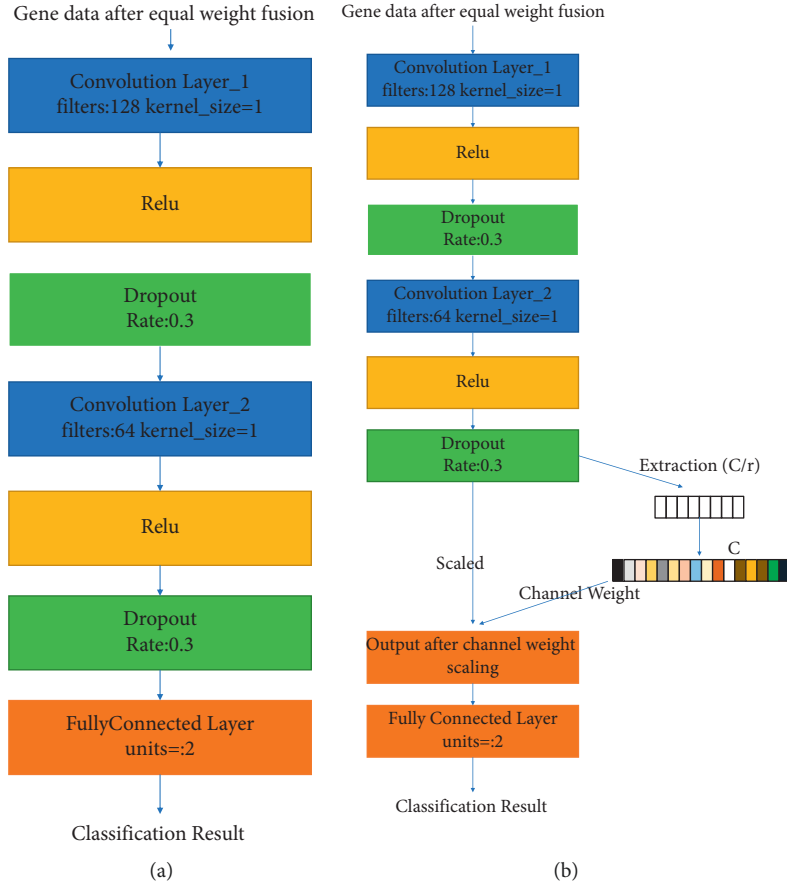 Gene data after equal weight fusion
Convolution Layer_1
filters:128 kernel_size=1
Relu
Dropout
Rate:0.3
Convolution Layer_2
filters:64 kernel_size=1
Relu
Dropout
Rate:0.3
FullyConnected Layer
units=:2
Classification Result
(a)
Gene data after equal weight fusion
Convolution Layer_1
filters:128 kernel_size=1
Relu
Dropout
Rate:0.3
Convolution Layer_2
filters:64 kernel_size=1
Relu
Dropout
Rate:0.3
Extraction (C/r)
C
Scaled
Channel Weight
Output after channel weight
scaling
Fully Connected Layer
units=:2
Classification Result
(b)